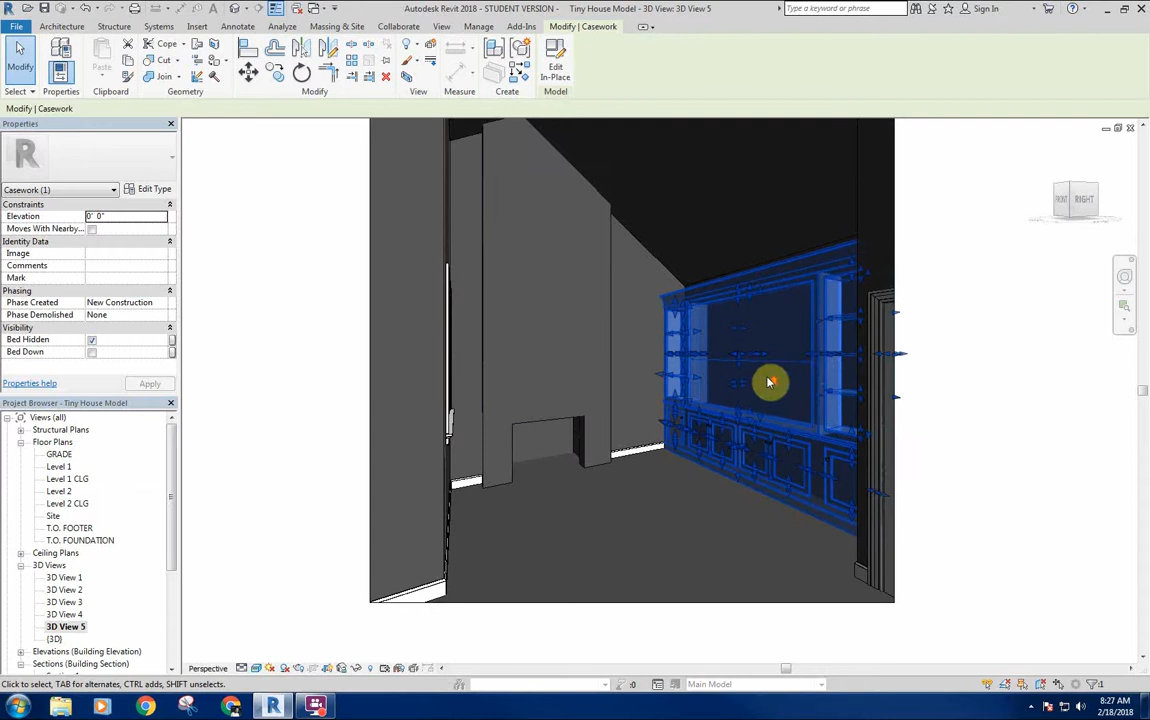 Autodesk Revit 2018 - STUDENT VERSION - Tiny House Model - 3D View: 3D View 5
Type a keyword or phrase
Sign In
File Architecture Structure Systems Insert Annotate Analyze Massing & Site Collaborate View Manage Add-Ins Modify | Casework
Modify
Properties
Paste
Cope
Cut
Join
Edit
In-Place
Select Properties Clipboard Geometry Modify View Measure Create Model
Modify | Casework
Properties
R
Casework (1)
Edit Type
Constraints
Elevation 0' 0"
Moves With Nearby...
Identity Data
Image
Comments
Mark
Phasing
Phase Created New Construction
Phase Demolished None
Visibility
Bed Hidden
Bed Down
Properties help
Apply
Project Browser - Tiny House Model
Views (all)
Structural Plans
Floor Plans
GRADE
Level 1
Level 1 CLG
Level 2
Level 2 CLG
Site
T.O. FOOTER
T.O. FOUNDATION
Ceiling Plans
3D Views
3D View 1
3D View 2
3D View 3
3D View 4
3D View 5
{3D}
Elevations (Building Elevation)
Sections (Building Section)
FRONT RIGHT
Perspective
Click to select, TAB for alternates, CTRL adds, SHIFT unselects.
:0
Main Model
:1
8:27 AM
2/18/2018